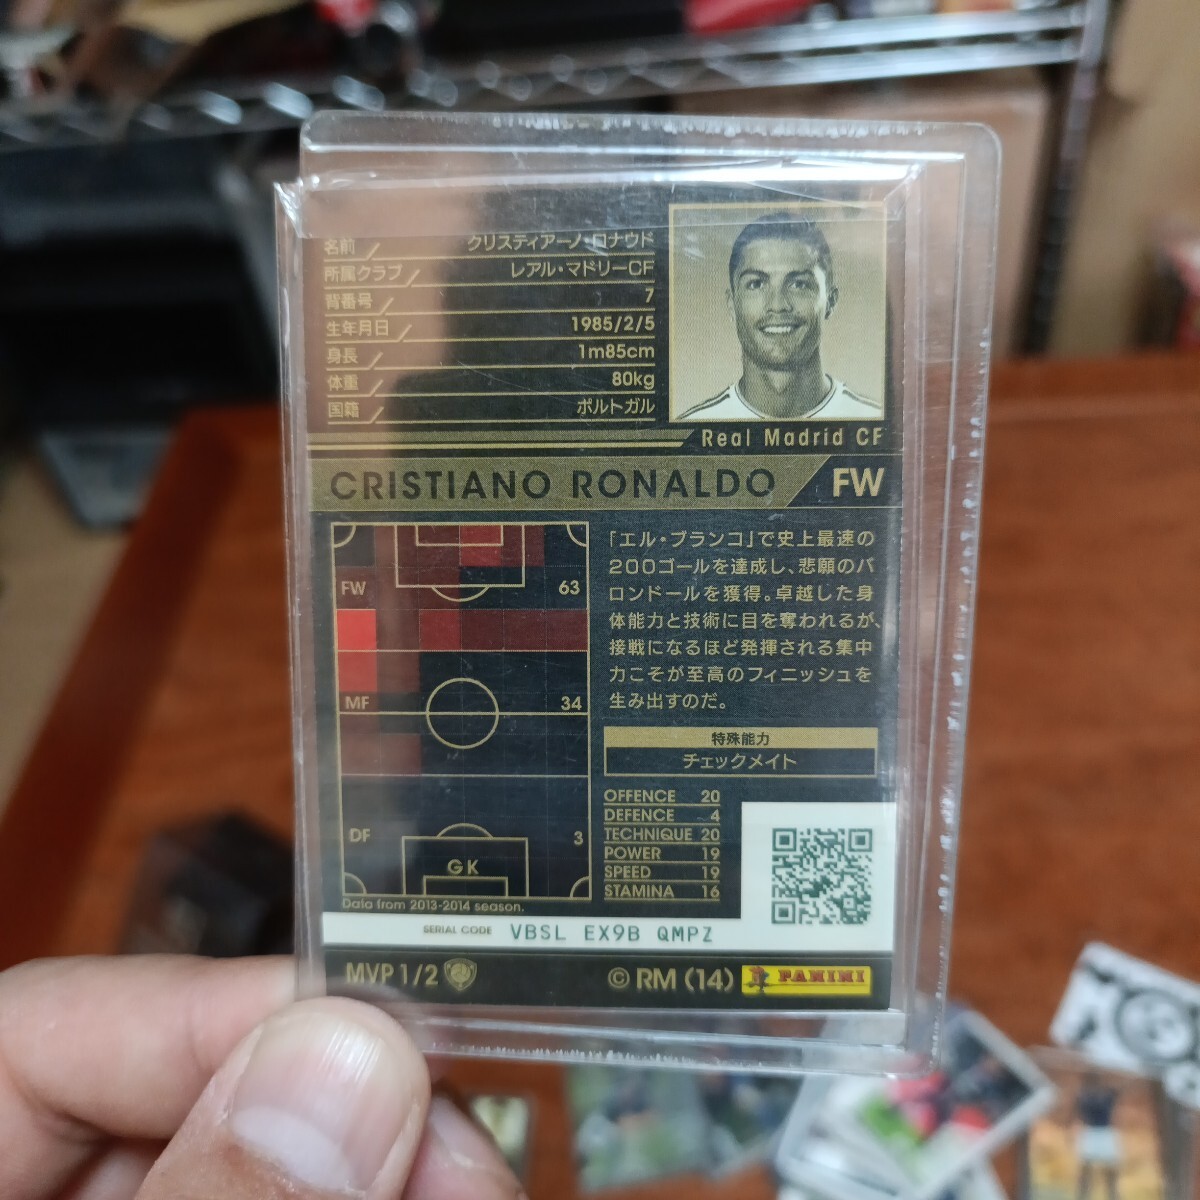 名前 クリスティアーノ・ロナウド
所属クラブ レアル・マドリーCF
背番号 7
生年月日 1985/2/5
身長 1m85cm
体重 80kg
国籍 ポルトガル
Real Madrid CF
CRISTIANO RONALDO FW
FW 63
MF 34
DF 3
GK
Data from 2013-2014 season.
「エル・ブランコ」で史上最速の
200ゴールを達成し、悲願のバ
ロンドールを獲得。卓越した身
体能力と技術に目を奪われるが、
接戦になるほど発揮される集中
力こそが至高のフィニッシュを
生み出すのだ。
特殊能力
チェックメイト
OFFENCE 20
DEFENCE 4
TECHNIQUE 20
POWER 19
SPEED 19
STAMINA 16
SERIAL CODE VBSL EX9B QMPZ
MVP 1/2
© RM (14) PANINI